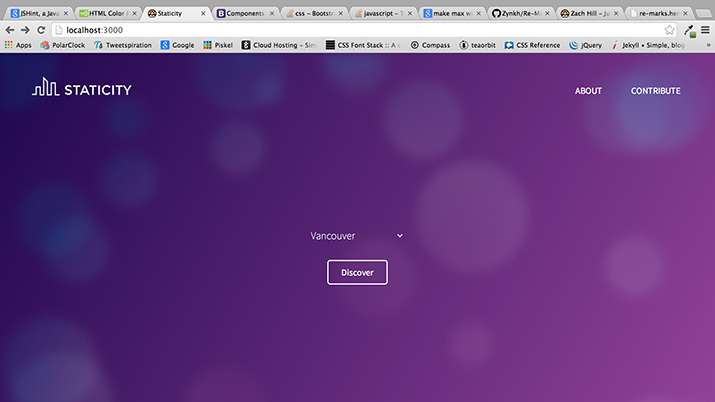 JSHint, a Java
HTML Color P
Staticity
Components
css - Bootstr
javascript - T
make max w
Zynkh/Re-M
Zach Hill - Ju
re-marks.her
localhost:3000
Apps
PolarClock
Tweetspiration
Google
Piskel
Cloud Hosting - Sim
CSS Font Stack :: A c
Compass
teaorbit
CSS Reference
jQuery
Jekyll • Simple, blog
STATICITY
ABOUT
CONTRIBUTE
Vancouver
Discover